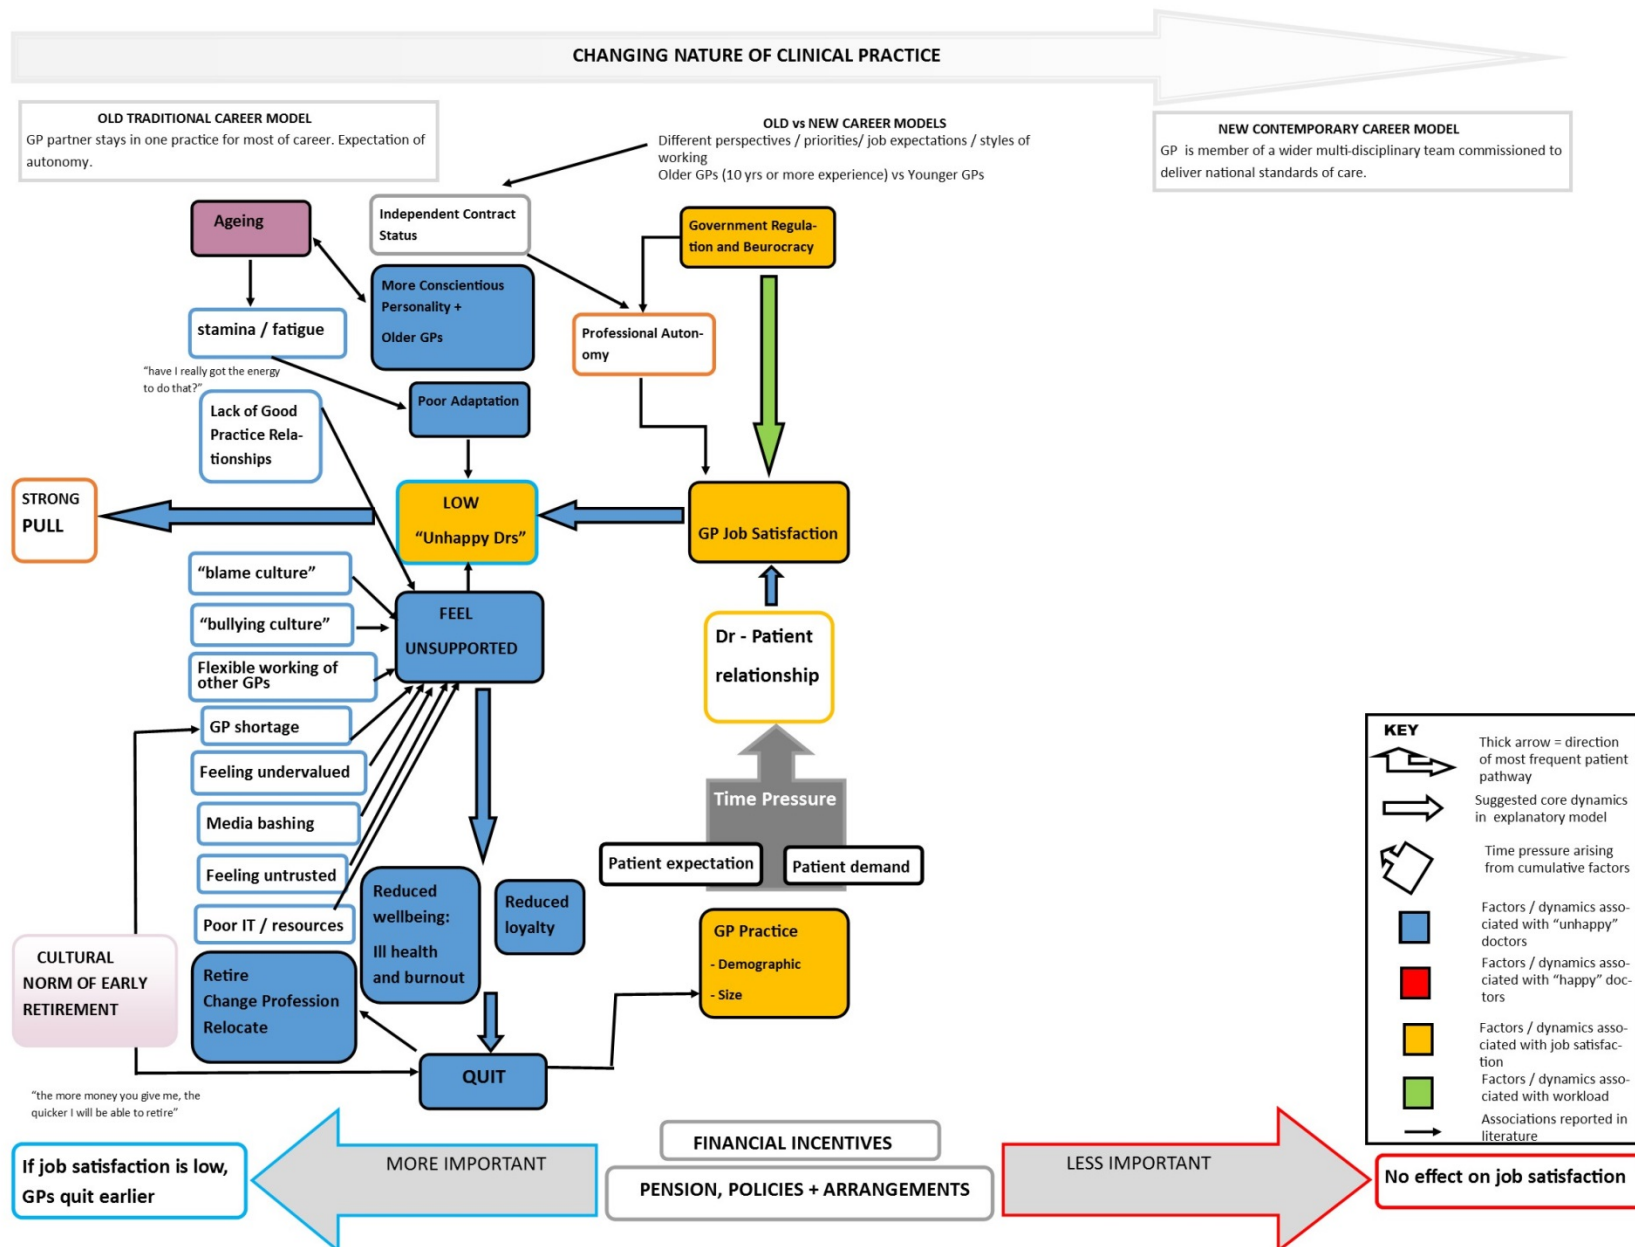 CHANGING NATURE OF CLINICAL PRACTICE
OLD TRADITIONAL CAREER MODEL
GP partner stays in one practice for most of career. Expectation of
autonomy.
OLD vs NEW CAREER MODELS
Different perspectives / priorities/ job expectations / styles of
working
Older GPs (10 yrs or more experience) vs Younger GPs
NEW CONTEMPORARY CAREER MODEL
GP is member of a wider multi-disciplinary team commissioned to
deliver national standards of care.
Ageing
Independent Contract
Status
Government Regula-
tion and Beurocracy
More Conscientious
Personality +
Older GPs
stamina / fatigue
Professional Auton-
omy
"have I really got the energy
to do that?"
Poor Adaptation
Lack of Good
Practice Rela-
tionships
STRONG
PULL
LOW
"Unhappy Drs"
GP Job Satisfaction
"blame culture"
"bullying culture"
Flexible working of
other GPs
GP shortage
Feeling undervalued
Media bashing
Feeling untrusted
Poor IT / resources
FEEL
UNSUPPORTED
Dr - Patient
relationship
Time Pressure
Patient expectation
Patient demand
Reduced
wellbeing:
Ill health
and burnout
Reduced
loyalty
GP Practice
- Demographic
- Size
CULTURAL
NORM OF EARLY
RETIREMENT
Retire
Change Profession
Relocate
QUIT
"the more money you give me, the
quicker I will be able to retire"
KEY
Thick arrow = direction
of most frequent patient
pathway
Suggested core dynamics
in explanatory model
Time pressure arising
from cumulative factors
Factors / dynamics asso-
ciated with "unhappy"
doctors
Factors / dynamics asso-
ciated with "happy" doc-
tors
Factors / dynamics asso-
ciated with job satisfac-
tion
Factors / dynamics asso-
ciated with workload
Associations reported in
literature
If job satisfaction is low,
GPs quit earlier
MORE IMPORTANT
FINANCIAL INCENTIVES
PENSION, POLICIES + ARRANGEMENTS
LESS IMPORTANT
No effect on job satisfaction